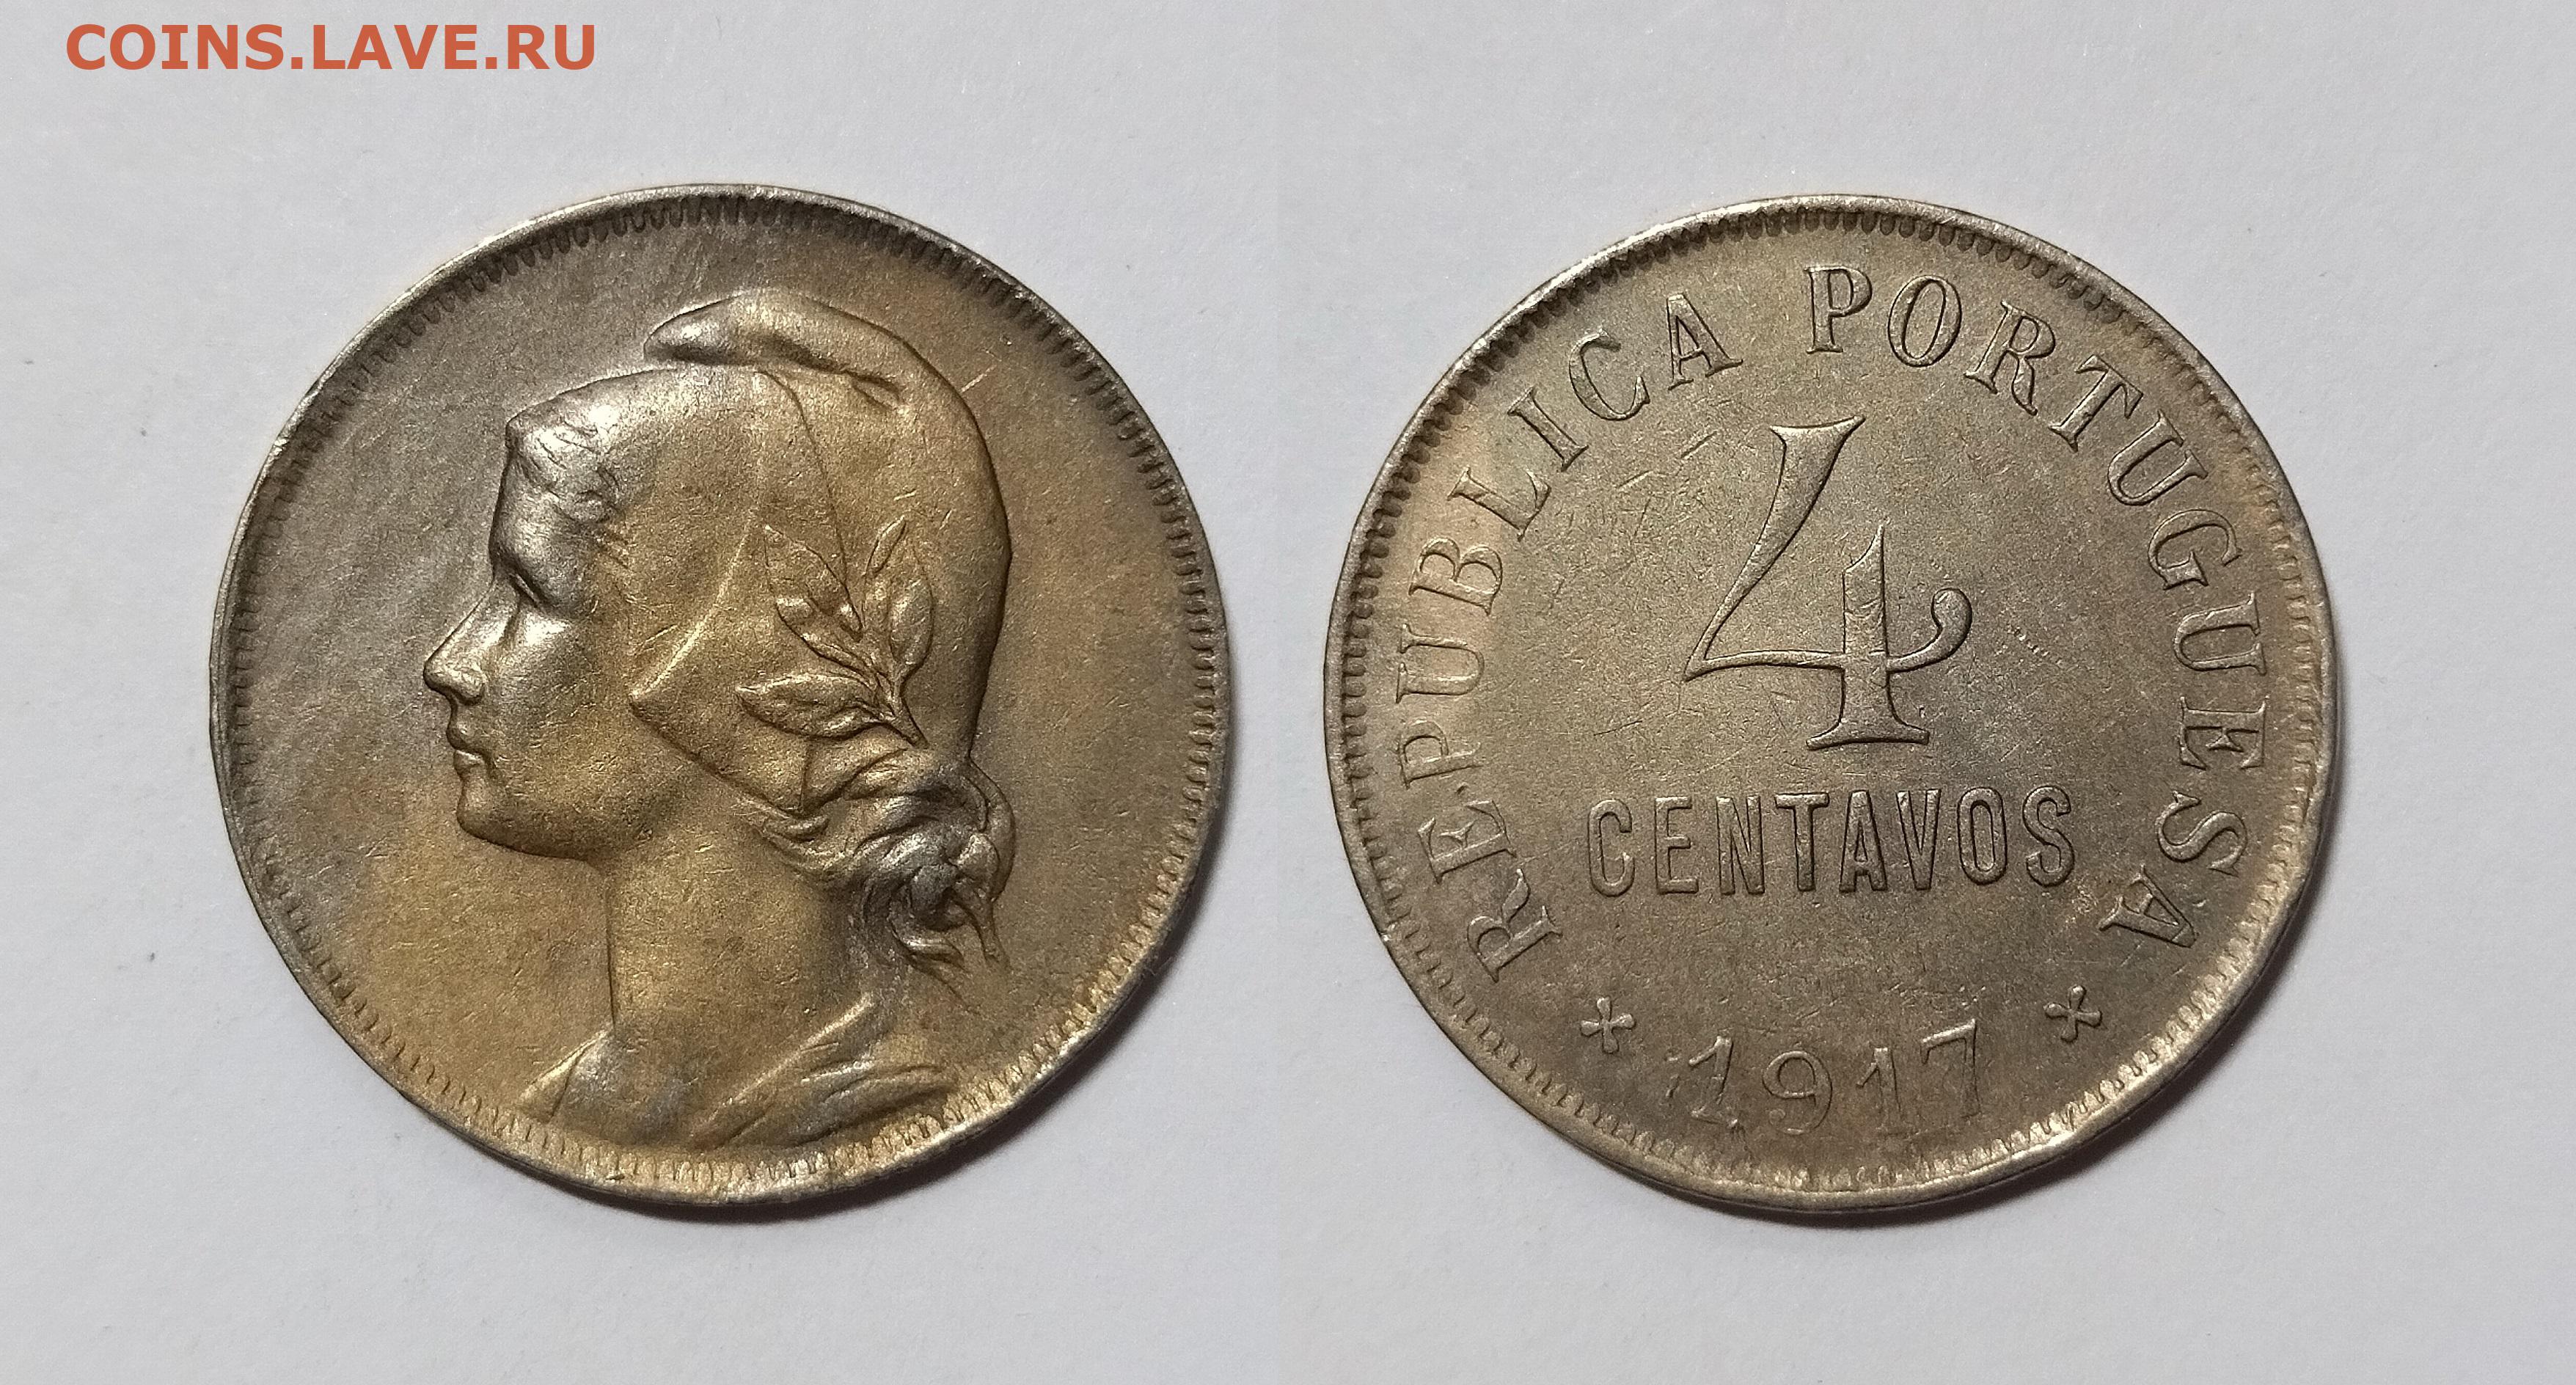 COINS.LAVE.RU
REPUBLICA PORTUGUESA
4
CENTAVOS
* 1917 *